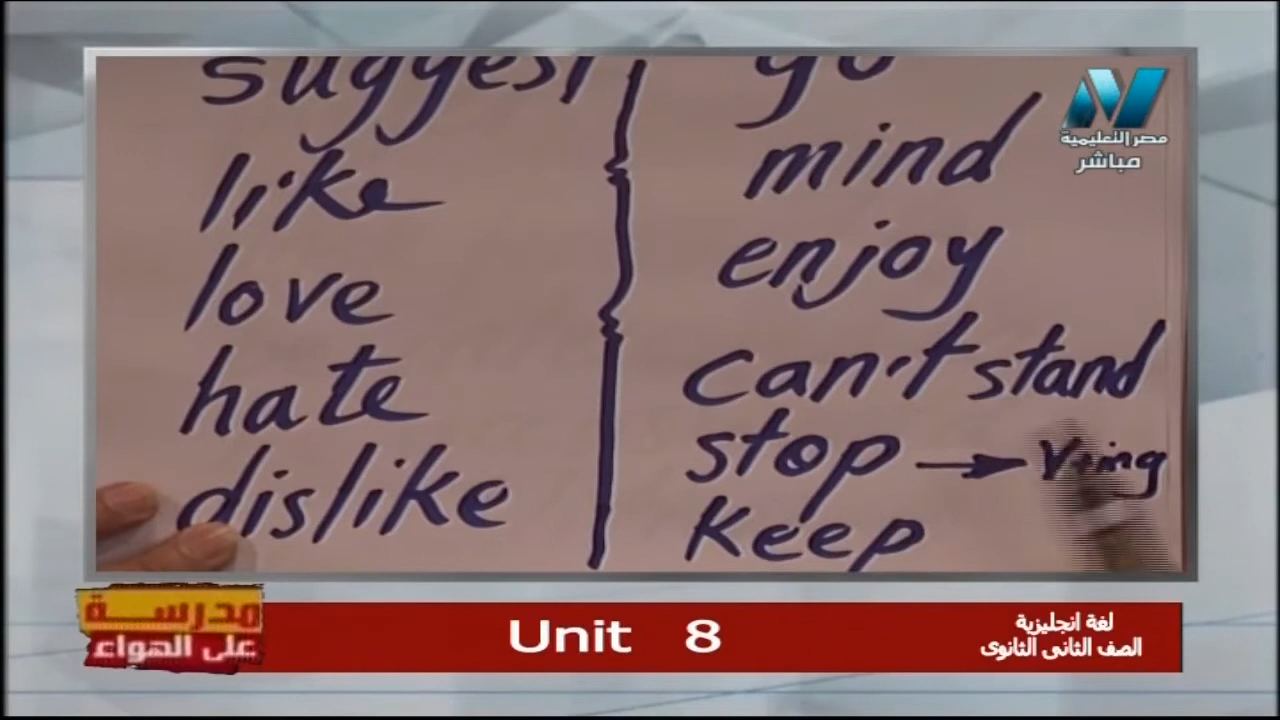 suggest
like
love
hate
dislike
go
mind
enjoy
can't stand
stop → V+ing
keep
مصر التعليمية
مباشر
مدرسة
على الهواء
Unit 8
لغة انجليزية
الصف الثانى الثانوى